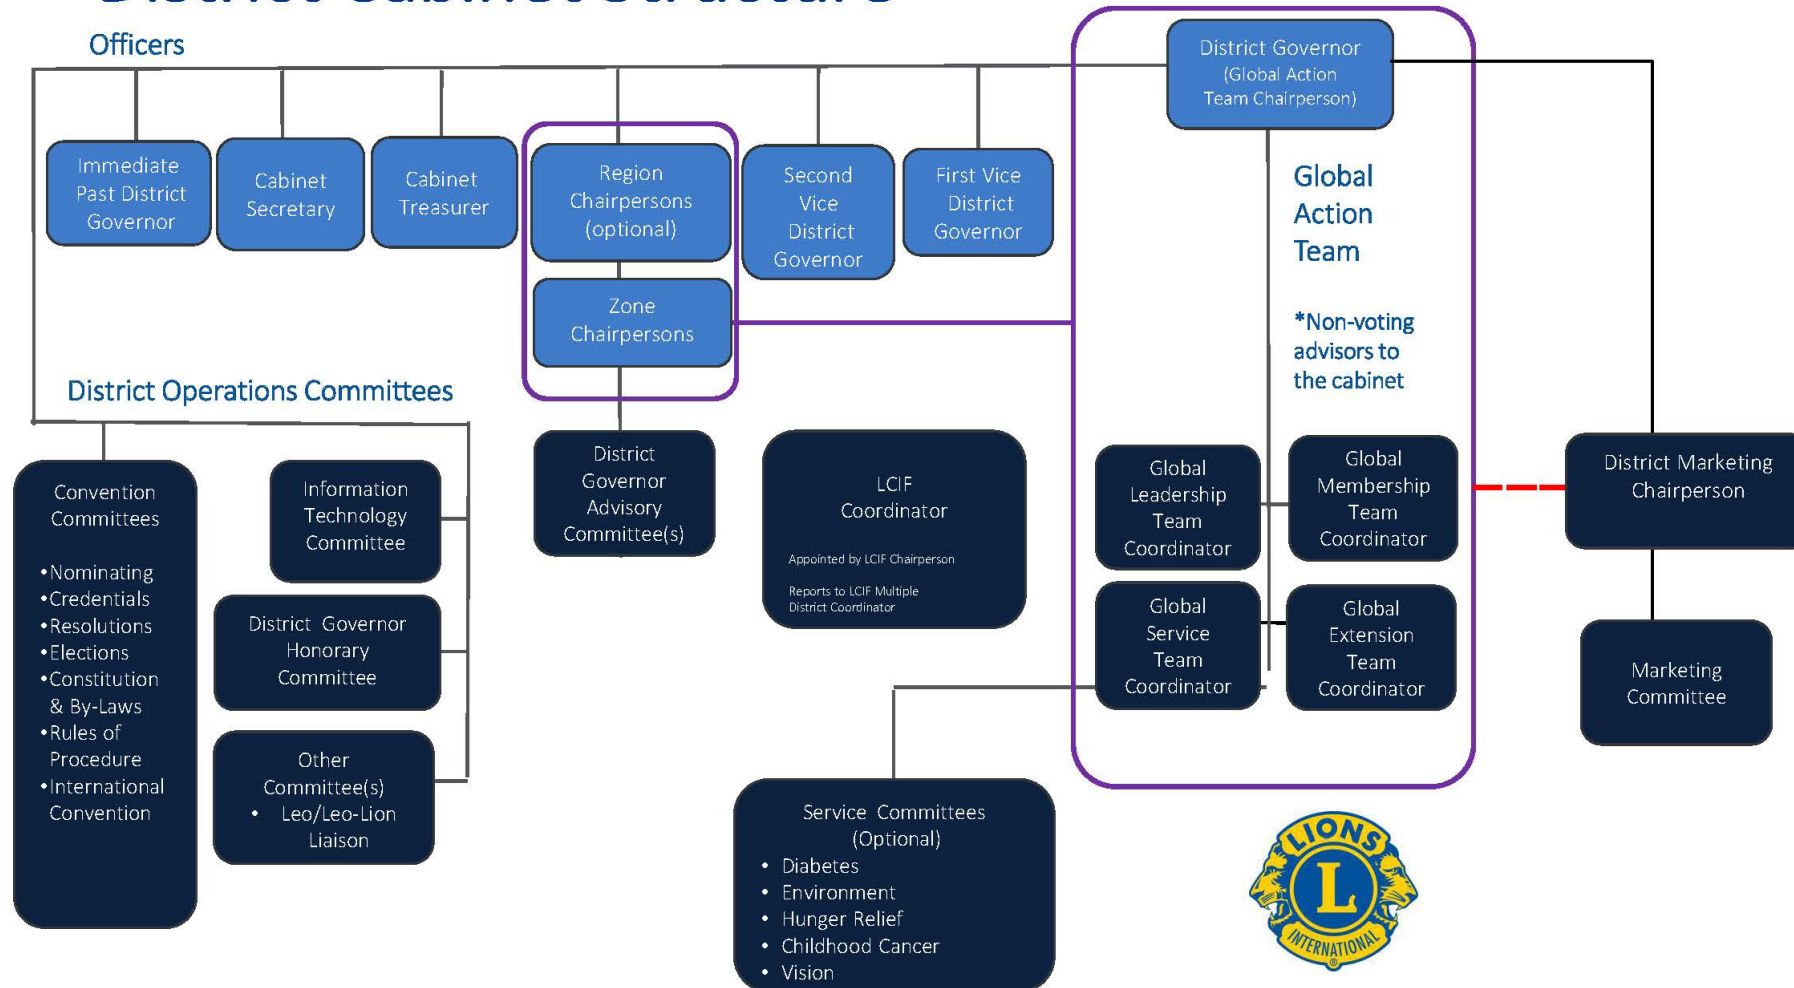 District Cabinet Structure
Officers
District Governor
(Global Action
Team Chairperson)
Immediate
Past District
Governor
Cabinet
Secretary
Cabinet
Treasurer
Region
Chairpersons
(optional)
Second
Vice
District
Governor
First Vice
District
Governor
Zone
Chairpersons
Global
Action
Team
*Non-voting
advisors to
the cabinet
District Operations Committees
Convention
Committees
•Nominating
•Credentials
•Resolutions
•Elections
•Constitution
& By-Laws
•Rules of
Procedure
•International
Convention
Information
Technology
Committee
District Governor
Honorary
Committee
Other
Committee(s)
• Leo/Leo-Lion
Liaison
District
Governor
Advisory
Committee(s)
LCIF
Coordinator
Appointed by LCIF Chairperson
Reports to LCIF Multiple
District Coordinator
Global
Leadership
Team
Coordinator
Global
Membership
Team
Coordinator
Global
Service
Team
Coordinator
Global
Extension
Team
Coordinator
District Marketing
Chairperson
Marketing
Committee
Service Committees
(Optional)
• Diabetes
• Environment
• Hunger Relief
• Childhood Cancer
• Vision
LIONS
L
INTERNATIONAL
®